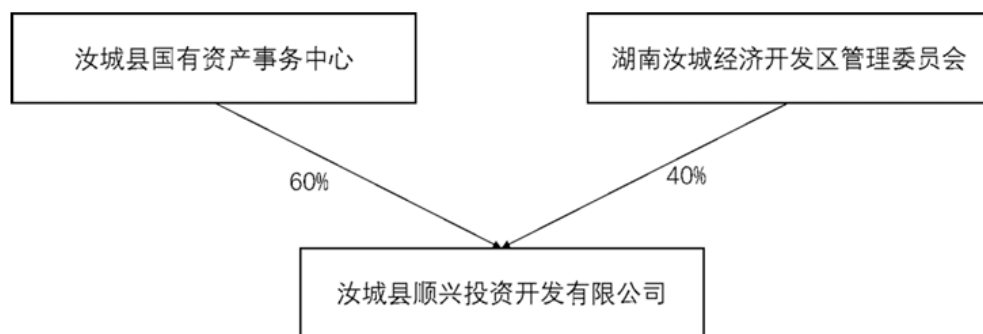 汝城县国有资产事务中心
湖南汝城经济开发区管理委员会
60%
40%
汝城县顺兴投资开发有限公司